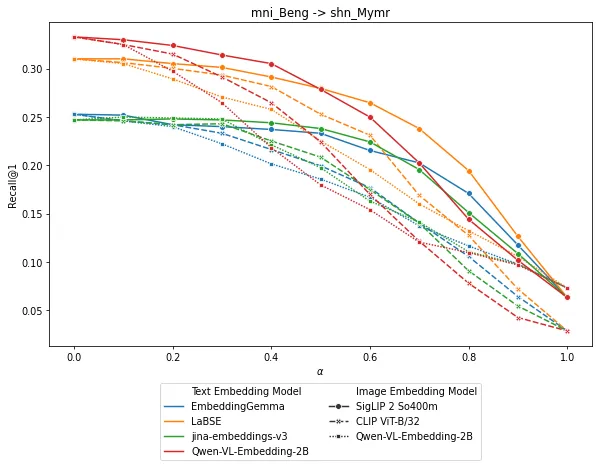 mni_Beng -> shn_Mymr
Recall@1
0.30
0.25
0.20
0.15
0.10
0.05
0.0
0.2
0.4
0.6
0.8
1.0
α
Text Embedding Model
EmbeddingGemma
LaBSE
jina-embeddings-v3
Qwen-VL-Embedding-2B
Image Embedding Model
SigLIP 2 So400m
CLIP ViT-B/32
Qwen-VL-Embedding-2B